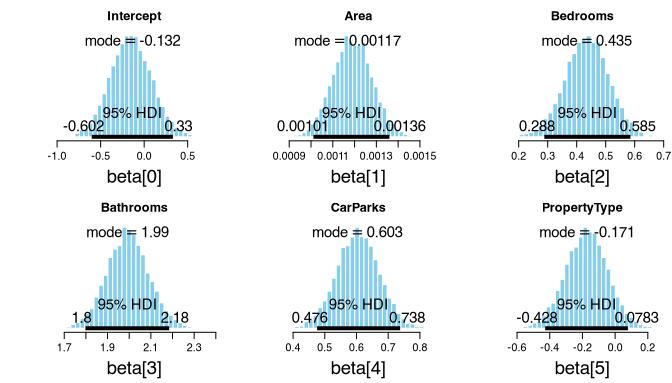 Intercept
mode = -0.132
95% HDI
-0.602 0.33
-1.0 -0.5 0.0 0.5
beta[0]
Area
mode = 0.00117
95% HDI
0.00101 0.00136
0.0009 0.0011 0.0013 0.0015
beta[1]
Bedrooms
mode = 0.435
95% HDI
0.288 0.585
0.2 0.3 0.4 0.5 0.6 0.7
beta[2]
Bathrooms
mode = 1.99
95% HDI
1.8 2.18
1.7 1.9 2.1 2.3
beta[3]
CarParks
mode = 0.603
95% HDI
0.476 0.738
0.4 0.5 0.6 0.7 0.8
beta[4]
PropertyType
mode = -0.171
95% HDI
-0.428 0.0783
-0.6 -0.4 -0.2 0.0 0.2
beta[5]